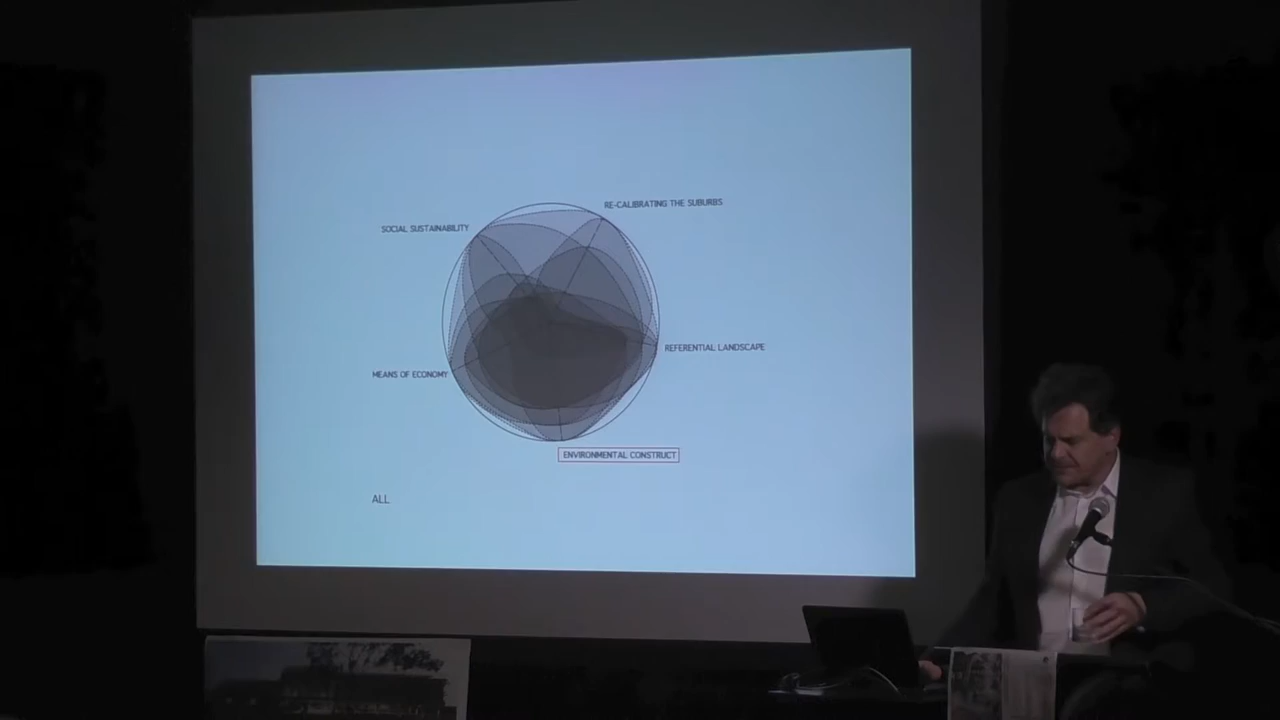 RE-CALIBRATING THE SUBURBS
SOCIAL SUSTAINABILITY
REFERENTIAL LANDSCAPE
MEANS OF ECONOMY
ENVIRONMENTAL CONSTRUCT
ALL